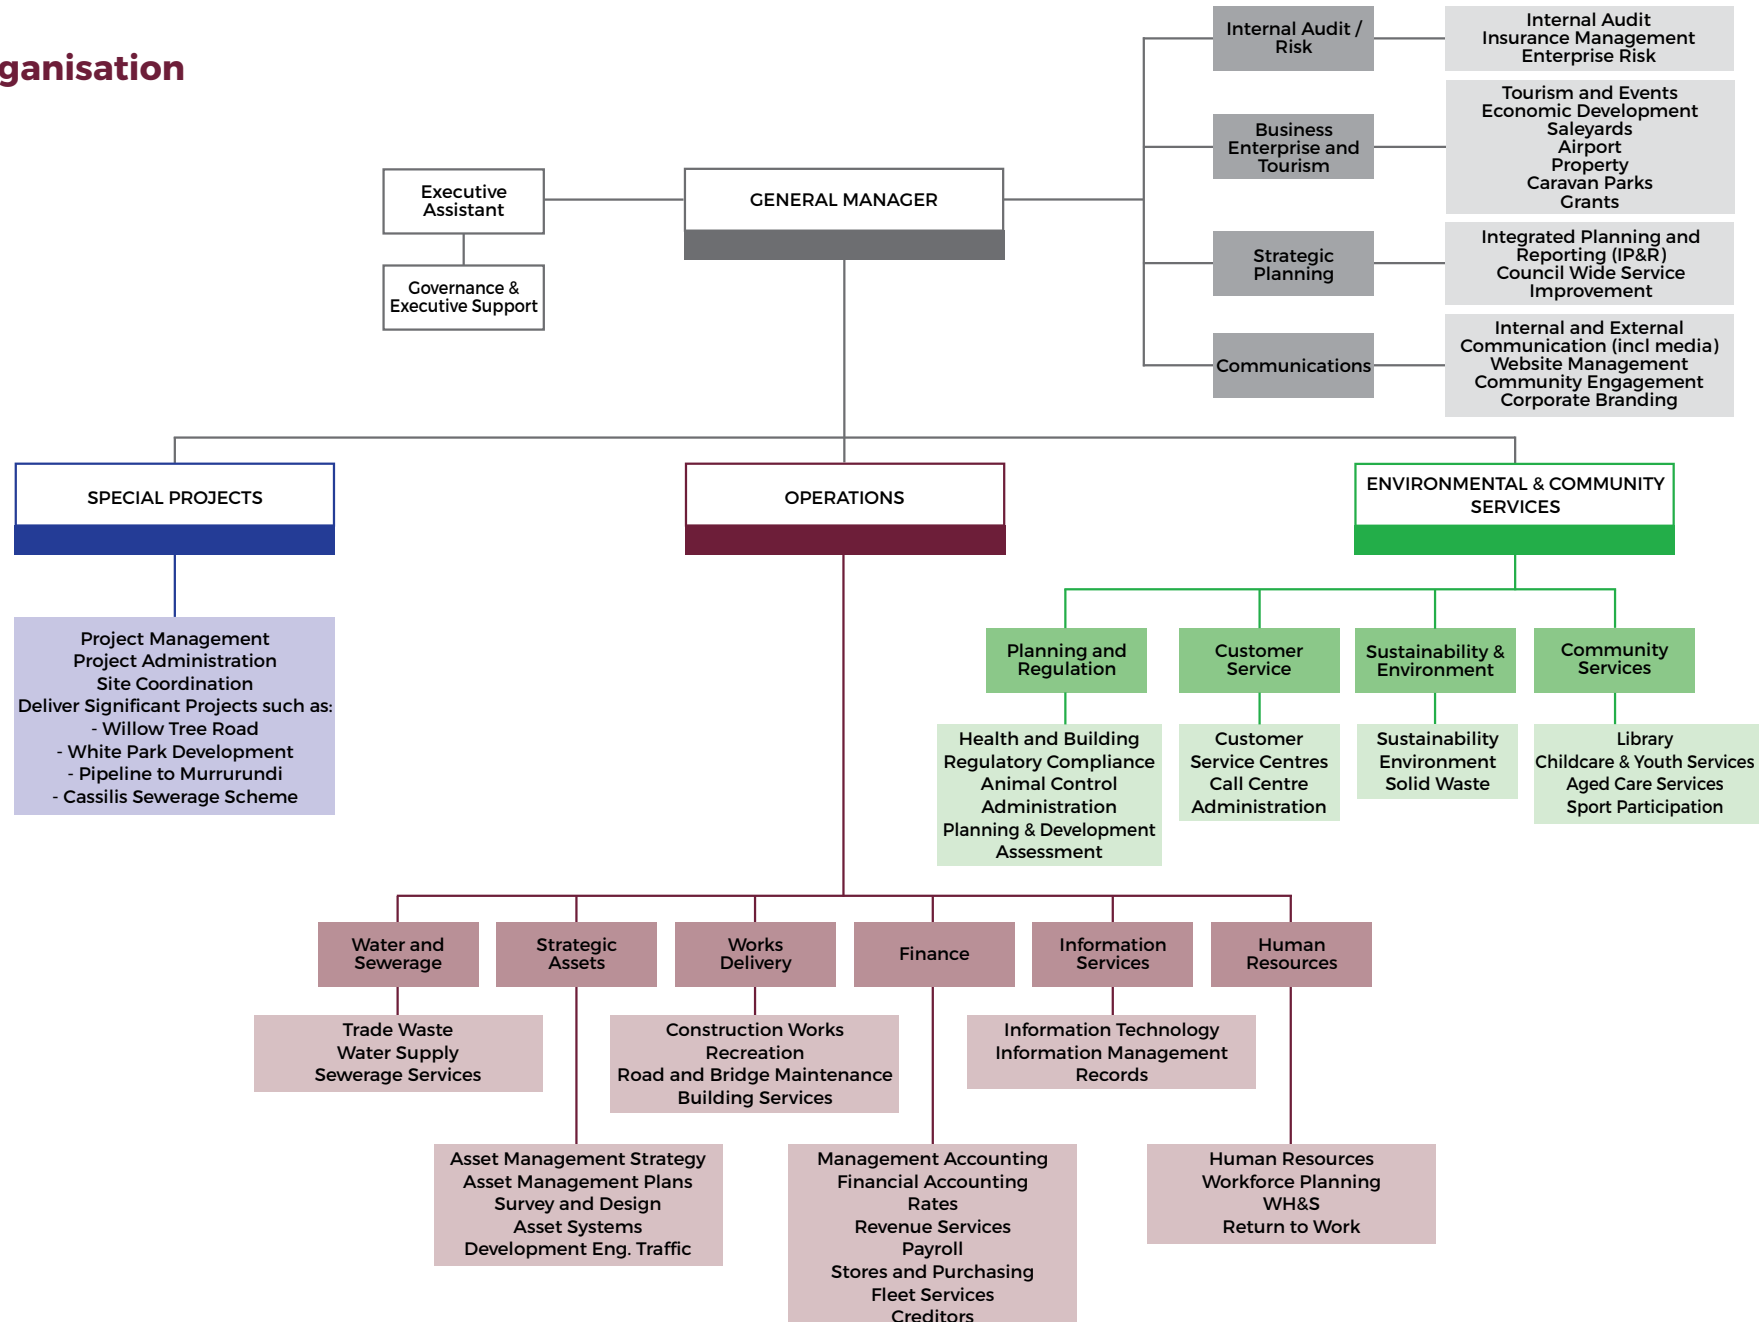 ganisation
Internal Audit /
Risk
Internal Audit
Insurance Management
Enterprise Risk
Business
Enterprise and
Tourism
Tourism and Events
Economic Development
Saleyards
Airport
Property
Caravan Parks
Grants
Executive
Assistant
GENERAL MANAGER
Governance &
Executive Support
Strategic
Planning
Integrated Planning and
Reporting (IP&R)
Council Wide Service
Improvement
Communications
Internal and External
Communication (incl media)
Website Management
Community Engagement
Corporate Branding
SPECIAL PROJECTS
OPERATIONS
ENVIRONMENTAL & COMMUNITY
SERVICES
Project Management
Project Administration
Site Coordination
Deliver Significant Projects such as:
- Willow Tree Road
- White Park Development
- Pipeline to Murrurundi
- Cassilis Sewerage Scheme
Planning and
Regulation
Customer
Service
Sustainability &
Environment
Community
Services
Health and Building
Regulatory Compliance
Animal Control
Administration
Planning & Development
Assessment
Customer
Service Centres
Call Centre
Administration
Sustainability
Environment
Solid Waste
Library
Childcare & Youth Services
Aged Care Services
Sport Participation
Water and
Sewerage
Strategic
Assets
Works
Delivery
Finance
Information
Services
Human
Resources
Trade Waste
Water Supply
Sewerage Services
Construction Works
Recreation
Road and Bridge Maintenance
Building Services
Information Technology
Information Management
Records
Asset Management Strategy
Asset Management Plans
Survey and Design
Asset Systems
Development Eng. Traffic
Management Accounting
Financial Accounting
Rates
Revenue Services
Payroll
Stores and Purchasing
Fleet Services
Creditors
Human Resources
Workforce Planning
WH&S
Return to Work